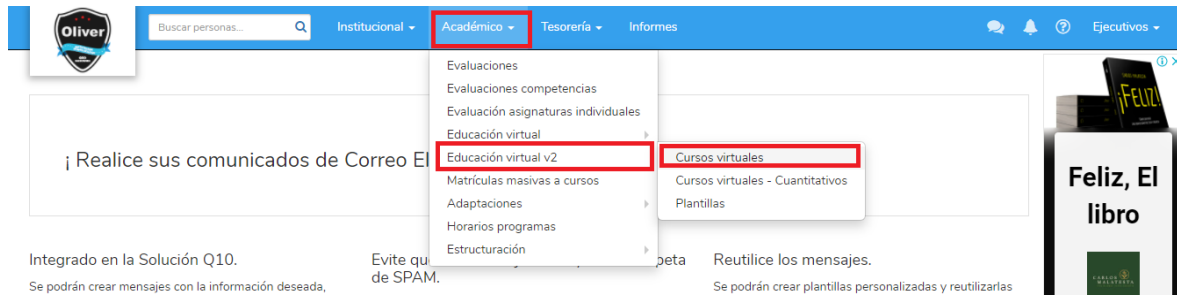 Oliver
Buscar personas...
Institucional
Académico
Tesorería
Informes
Ejecutivos
Evaluaciones
Evaluaciones competencias
Evaluación asignaturas individuales
Educación virtual
Educación virtual v2
Matrículas masivas a cursos
Adaptaciones
Horarios programas
Estructuración
Cursos virtuales
Cursos virtuales - Cuantitativos
Plantillas
¡ Realice sus comunicados de Correo El
Integrado en la Solución Q10.
Se podrán crear mensajes con la información deseada,
Evite qu
peta
de SPAM.
Reutilice los mensajes.
Se podrán crear plantillas personalizadas y reutilizarlas
¡FELIZ!
Feliz, El
libro
CARLOS
MALATESTA